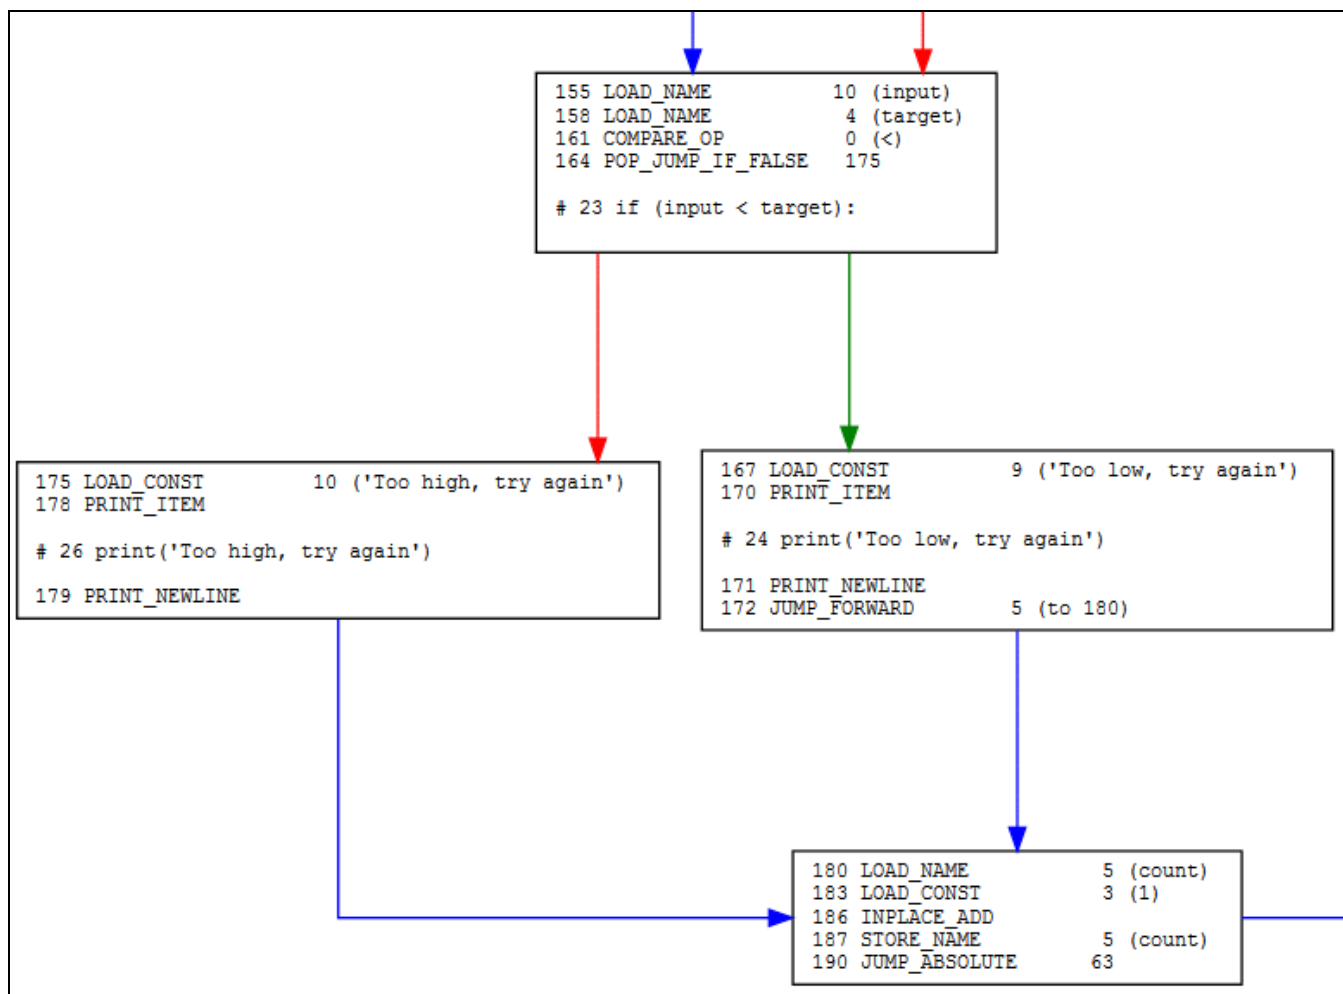 155 LOAD_NAME 10 (input)
158 LOAD_NAME 4 (target)
161 COMPARE_OP 0 (<)
164 POP_JUMP_IF_FALSE 175
# 23 if (input < target):
175 LOAD_CONST 10 ('Too high, try again')
178 PRINT_ITEM
# 26 print('Too high, try again')
179 PRINT_NEWLINE
167 LOAD_CONST 9 ('Too low, try again')
170 PRINT_ITEM
# 24 print('Too low, try again')
171 PRINT_NEWLINE
172 JUMP_FORWARD 5 (to 180)
180 LOAD_NAME 5 (count)
183 LOAD_CONST 3 (1)
186 INPLACE_ADD
187 STORE_NAME 5 (count)
190 JUMP_ABSOLUTE 63